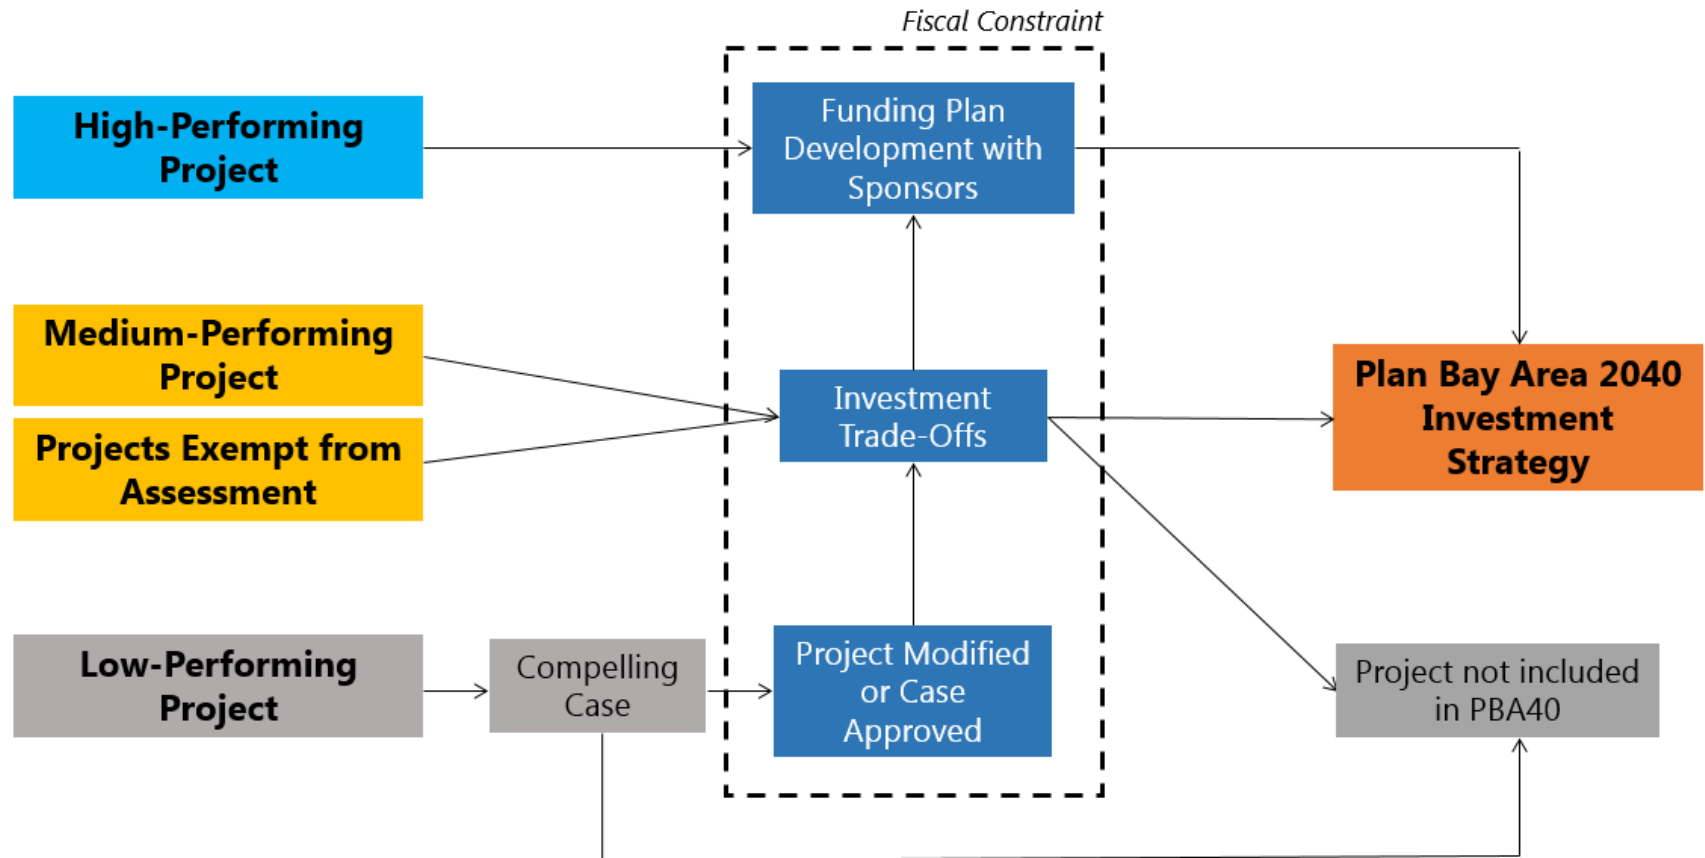 Fiscal Constraint
High-Performing
Project
Funding Plan
Development with
Sponsors
Medium-Performing
Project
Projects Exempt from
Assessment
Investment
Trade-Offs
Plan Bay Area 2040
Investment
Strategy
Low-Performing
Project
Compelling
Case
Project Modified
or Case
Approved
Project not included
in PBA40